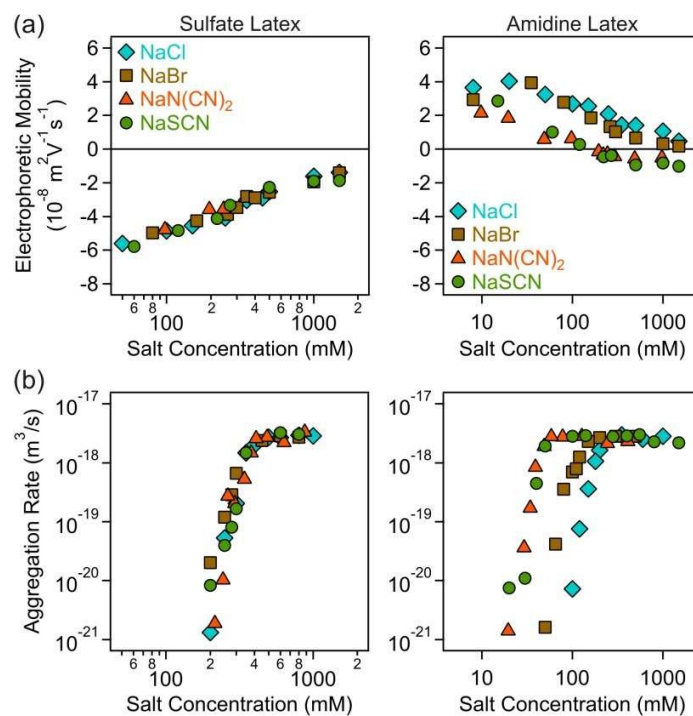 (a)
Sulfate Latex
Amidine Latex
Electrophoretic Mobility
(10⁻⁸ m²V⁻¹s⁻¹)
6
4
2
0
-2
-4
-6
-8
NaCl
NaBr
NaN(CN)₂
NaSCN
6 8 2 4 6 8 2
100 1000
Salt Concentration (mM)
6
4
2
0
-2
-4
-6
-8
NaCl
NaBr
NaN(CN)₂
NaSCN
10 100 1000
Salt Concentration (mM)
(b)
Aggregation Rate (m³/s)
10⁻¹⁷
10⁻¹⁸
10⁻¹⁹
10⁻²⁰
10⁻²¹
6 8 2 4 6 8 2
100 1000
Salt Concentration (mM)
10⁻¹⁷
10⁻¹⁸
10⁻¹⁹
10⁻²⁰
10⁻²¹
10 100 1000
Salt Concentration (mM)